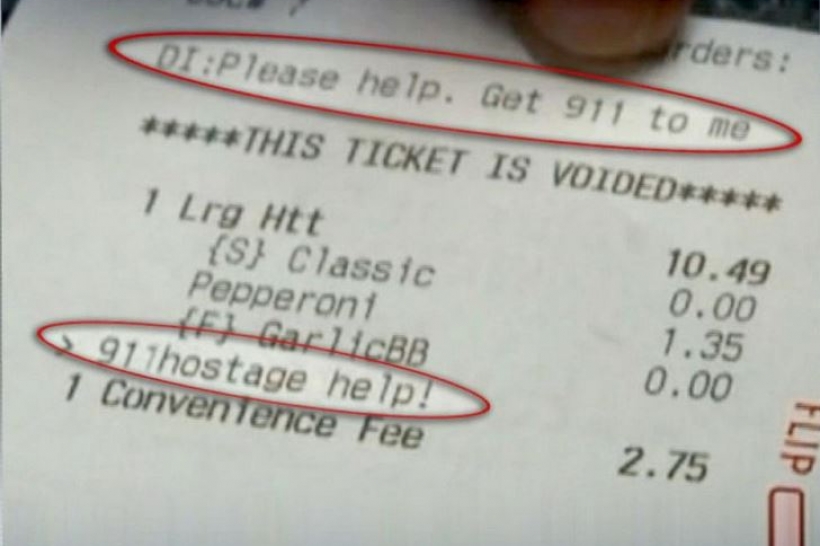 rders:
DI:Please help. Get 911 to me
*****THIS TICKET IS VOIDED*****
1 Lrg Htt 10.49
{S} Classic 0.00
Pepperoni 1.35
{F} GarlicBB 0.00
> 911hostage help!
1 Convenience Fee 2.75
FLIP